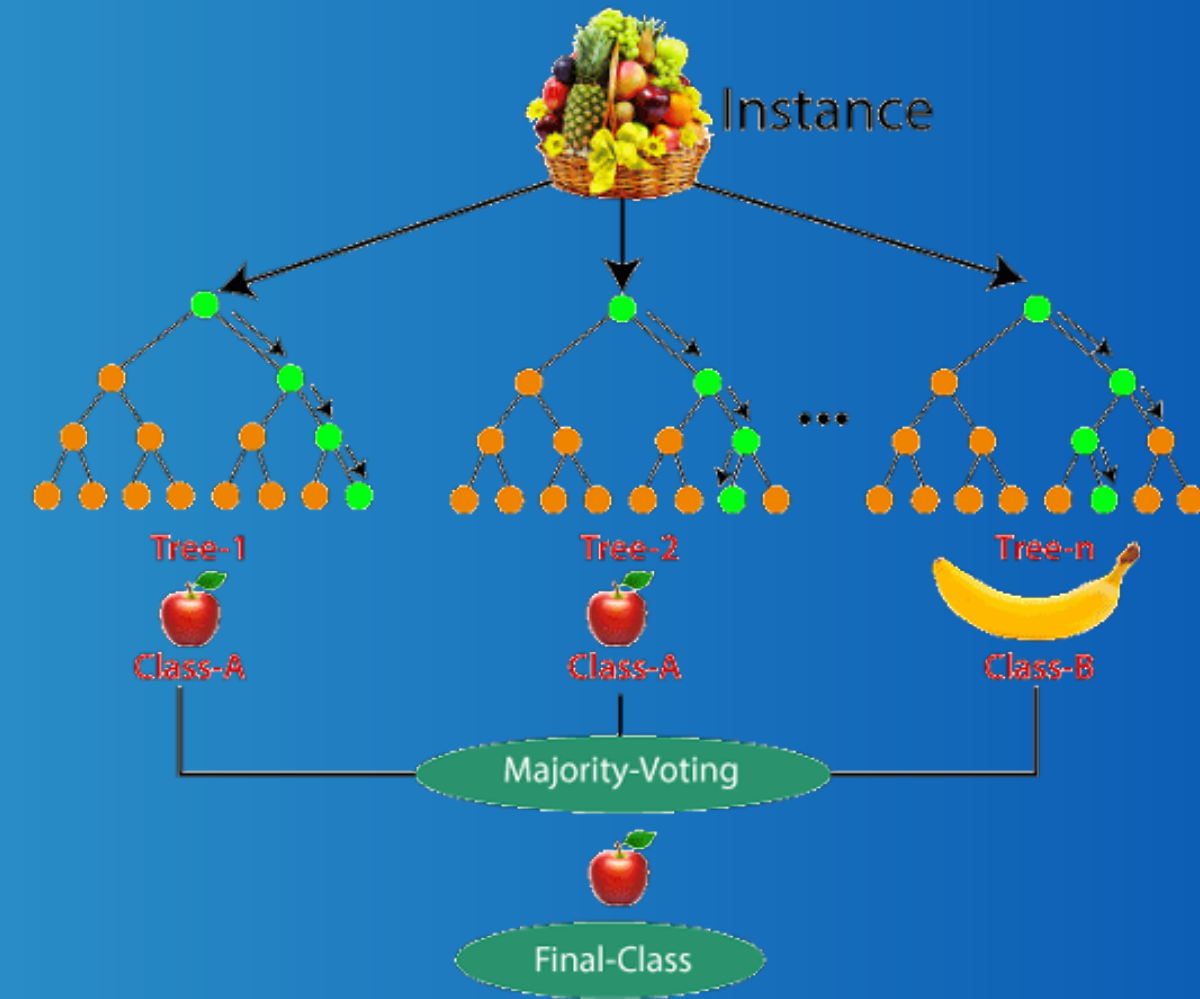 Instance
...
Tree-1
Tree-2
Tree-n
Class-A
Class-A
Class-B
Majority-Voting
Final-Class